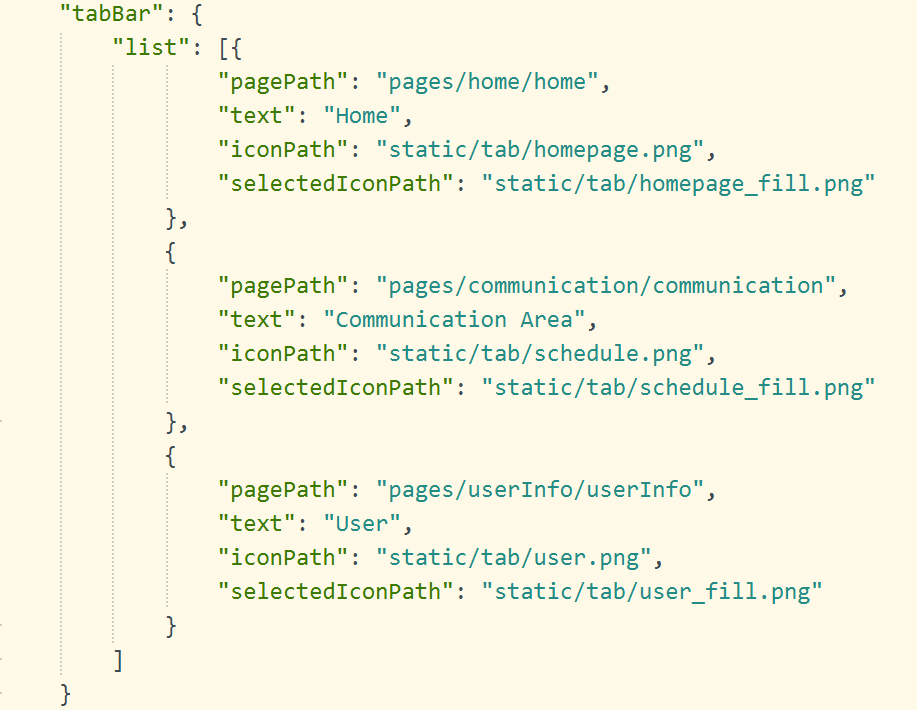 "tabBar": {
"list": [{
"pagePath": "pages/home/home",
"text": "Home",
"iconPath": "static/tab/homepage.png",
"selectedIconPath": "static/tab/homepage_fill.png"
},
{
"pagePath": "pages/communication/communication",
"text": "Communication Area",
"iconPath": "static/tab/schedule.png",
"selectedIconPath": "static/tab/schedule_fill.png"
},
{
"pagePath": "pages/userInfo/userInfo",
"text": "User",
"iconPath": "static/tab/user.png",
"selectedIconPath": "static/tab/user_fill.png"
}
]
}